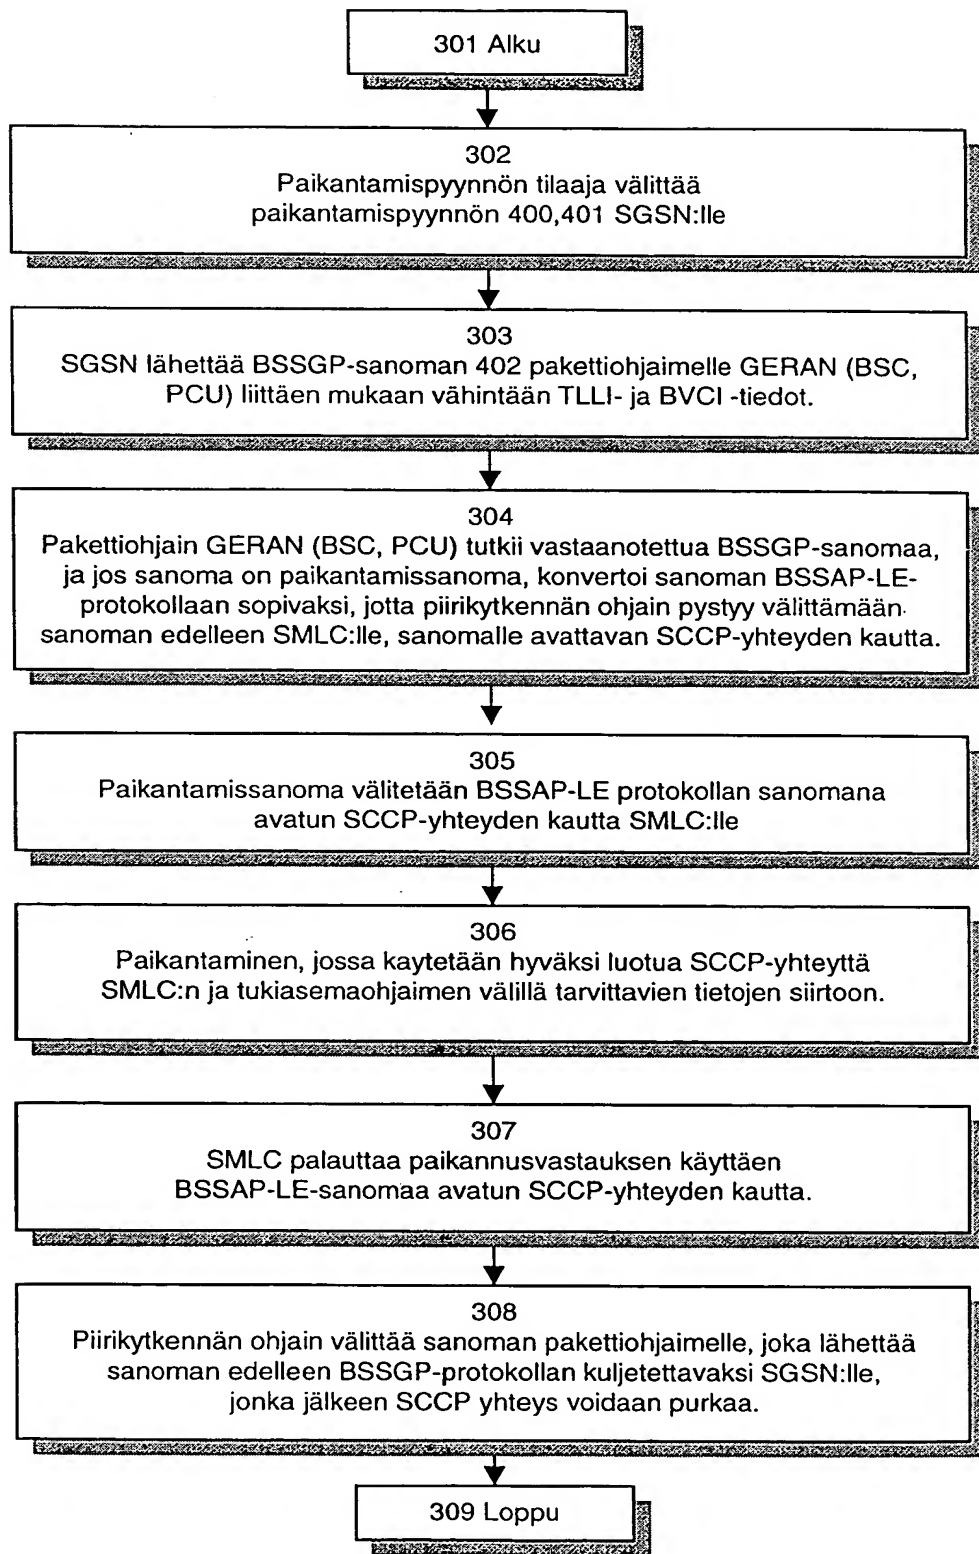 301 Alku
302
Paikantamispyynnön tilaaja välittää
paikantamispyynnön 400,401 SGSN:lle
303
SGSN lähettää BSSGP-sanoman 402 pakettiohjaimelle GERAN (BSC,
PCU) liittäen mukaan vähintään TLLI- ja BVCI -tiedot.
304
Pakettiohjain GERAN (BSC, PCU) tutkii vastaanotettua BSSGP-sanomaa,
ja jos sanoma on paikantamissanoma, konvertoi sanoman BSSAP-LE-
protokollaan sopivaksi, jotta piirikytkennän ohjain pystyy välittämään
sanoman edelleen SMLC:lle, sanomalle avattavan SCCP-yhteyden kautta.
305
Paikantamissanoma välitetään BSSAP-LE protokollan sanomana
avatun SCCP-yhteyden kautta SMLC:lle
306
Paikantaminen, jossa kaytetään hyväksi luotua SCCP-yhteyttä
SMLC:n ja tukiasemaohjaimen välillä tarvittavien tietojen siirtoon.
307
SMLC palauttaa paikannusvastauksen käyttäen
BSSAP-LE-sanomaa avatun SCCP-yhteyden kautta.
308
Piirikytkennän ohjain välittää sanoman pakettiohjaimelle, joka lähettää
sanoman edelleen BSSGP-protokollan kuljetettavaksi SGSN:lle,
jonka jälkeen SCCP yhteys voidaan purkaa.
309 Loppu